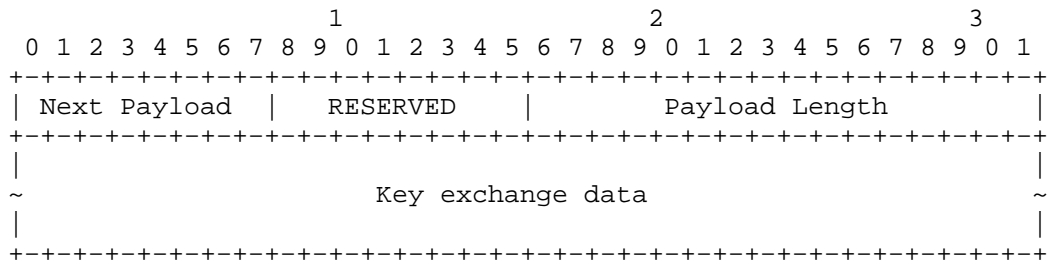 1                   2                   3
 0 1 2 3 4 5 6 7 8 9 0 1 2 3 4 5 6 7 8 9 0 1 2 3 4 5 6 7 8 9 0 1
+-+-+-+-+-+-+-+-+-+-+-+-+-+-+-+-+-+-+-+-+-+-+-+-+-+-+-+-+-+-+-+-+
| Next Payload  |   RESERVED    |        Payload Length         |
+-+-+-+-+-+-+-+-+-+-+-+-+-+-+-+-+-+-+-+-+-+-+-+-+-+-+-+-+-+-+-+-+
|                                                               |
~                      Key exchange data                        ~
|                                                               |
+-+-+-+-+-+-+-+-+-+-+-+-+-+-+-+-+-+-+-+-+-+-+-+-+-+-+-+-+-+-+-+-+